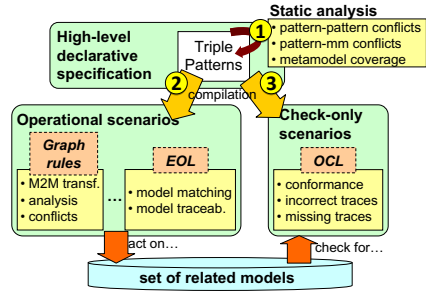 Static analysis
• pattern-pattern conflicts
• pattern-mm conflicts
• metamodel coverage
High-level
declarative
specification
Triple
Patterns
1
2
3
compilation
Operational scenarios
Graph
rules
• M2M transf.
• analysis
• conflicts
...
EOL
• model matching
• model traceab.
Check-only
scenarios
OCL
• conformance
• incorrect traces
• missing traces
act on...
check for...
set of related models